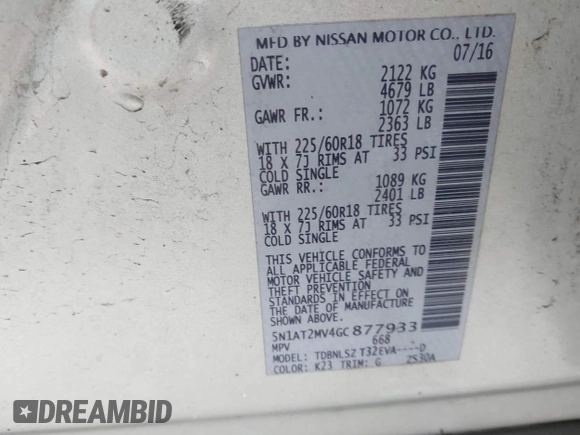 MFD BY NISSAN MOTOR CO., LTD.
DATE: 07/16
GVWR: 2122 KG
4679 LB
GAWR FR.: 1072 KG
2363 LB
WITH 225/60R18 TIRES
18 X 7J RIMS AT 33 PSI
COLD SINGLE
GAWR RR.: 1089 KG
2401 LB
WITH 225/60R18 TIRES
18 X 7J RIMS AT 33 PSI
COLD SINGLE
THIS VEHICLE CONFORMS TO
ALL APPLICABLE FEDERAL
MOTOR VEHICLE SAFETY AND
THEFT PREVENTION
STANDARDS IN EFFECT ON THE
DATE OF MANUFACTURE
SHOWN ABOVE.
5N1AT2MV4GC877933
MPV 668
MODEL: TDBNLS2 T32EVA----D
COLOR: K23 TRIM: G ZS30A
DREAMBID.com